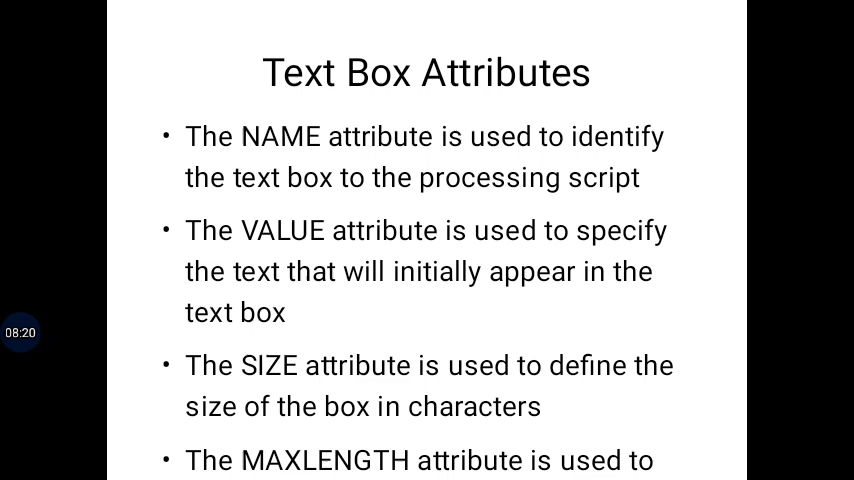 Text Box Attributes
• The NAME attribute is used to identify
the text box to the processing script
• The VALUE attribute is used to specify
the text that will initially appear in the
text box
• The SIZE attribute is used to define the
size of the box in characters
• The MAXLENGTH attribute is used to
08:20